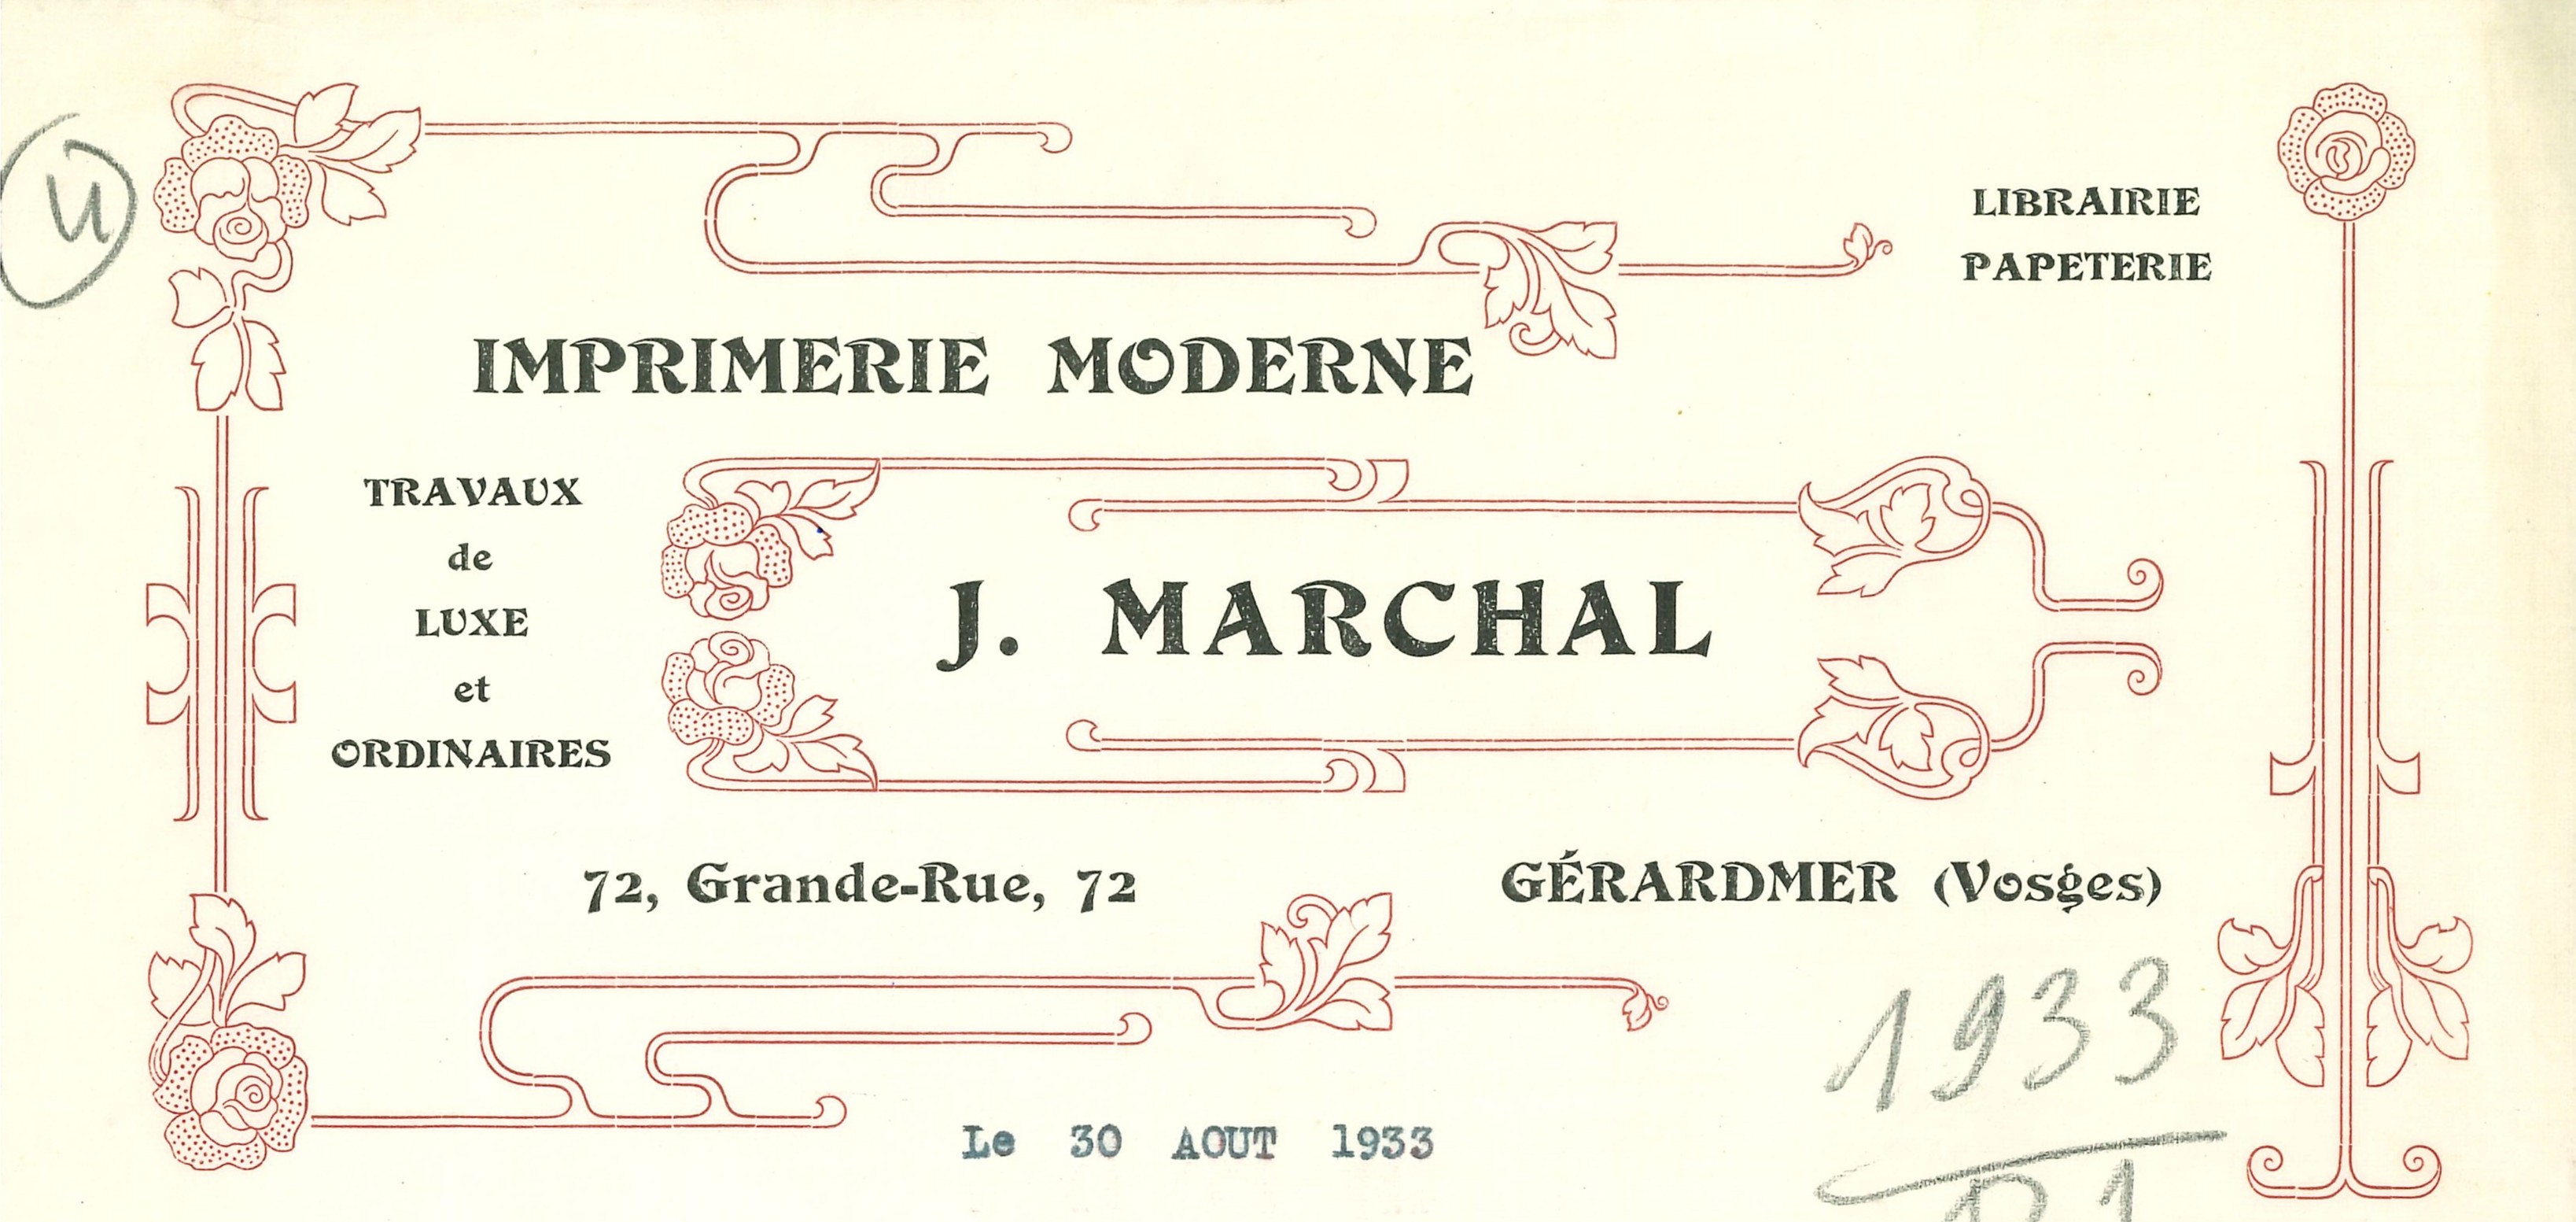 LIBRAIRIE
PAPETERIE
IMPRIMERIE MODERNE
TRAVAUX
de
LUXE
et
ORDINAIRES
J. MARCHAL
72, Grande-Rue, 72
GÉRARDMER (Vosges)
1933
Le 30 AOUT 1933